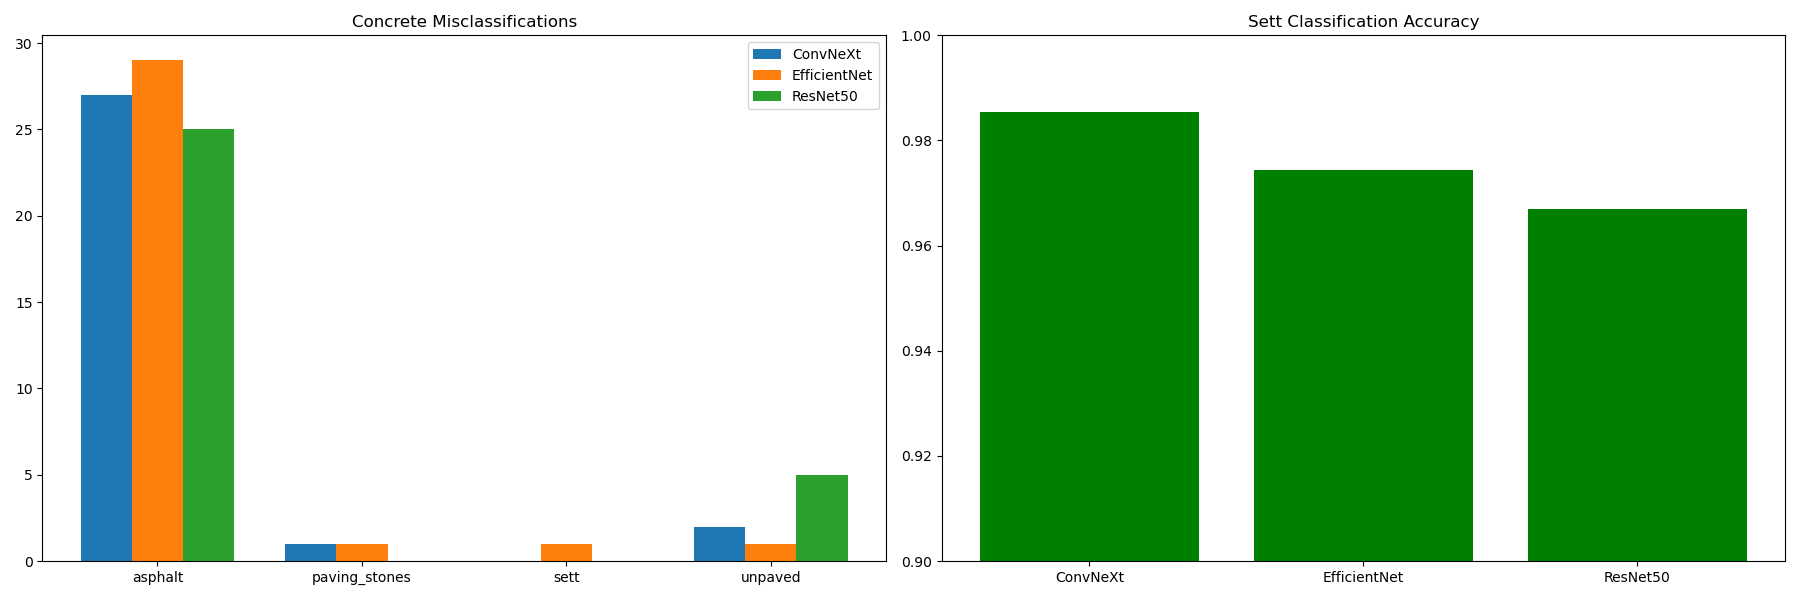 Concrete Misclassifications
30
25
20
15
10
5
0
ConvNeXt
EfficientNet
ResNet50
asphalt
paving_stones
sett
unpaved
Sett Classification Accuracy
1.00
0.98
0.96
0.94
0.92
0.90
ConvNeXt
EfficientNet
ResNet50